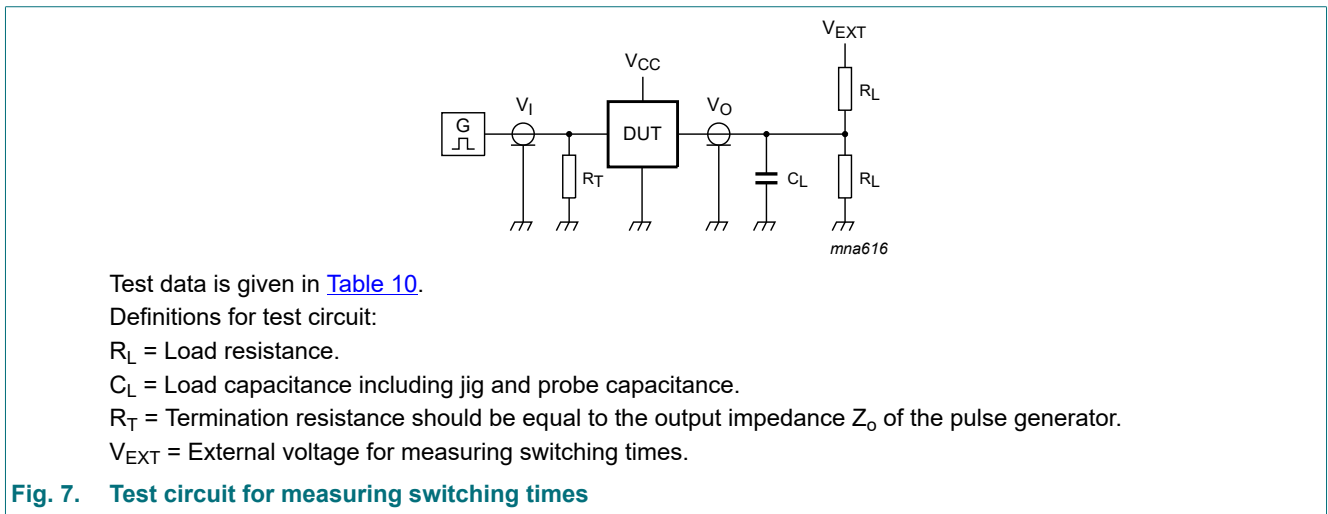 VEXT
VCC
RL
VI
VO
G
DUT
RT
CL
RL
mna616
Test data is given in Table 10.
Definitions for test circuit:
RL = Load resistance.
CL = Load capacitance including jig and probe capacitance.
RT = Termination resistance should be equal to the output impedance Zo of the pulse generator.
VEXT = External voltage for measuring switching times.
Fig. 7. Test circuit for measuring switching times